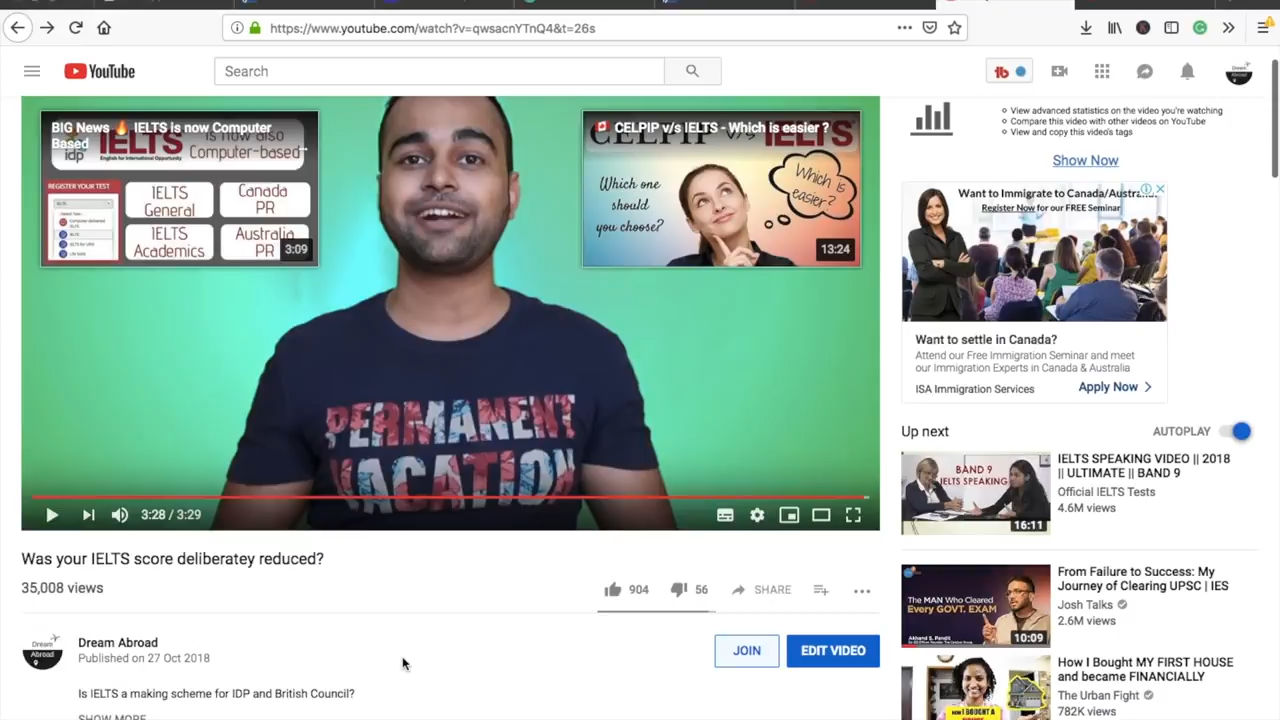 https://www.youtube.com/watch?v=qwsacnYTnQ4&t=26s
YouTube
Search
BIG News 🔥 IELTS is now Computer
Based
is now also
idp
IELTS
Computer-based
English for International Opportunity
REGISTER YOUR TEST
IELTS
General
Canada
PR
IELTS
Academics
Australia
PR
3:09
CELPIP v/s IELTS - Which is easier ?
CELPIP v/s IELTS
Which one
should
you choose?
Which is
easier?
13:24
PERMANENT
VACATION
3:28 / 3:29
Was your IELTS score deliberatey reduced?
35,008 views
904
56
SHARE
Dream
Abroad
Dream Abroad
Published on 27 Oct 2018
JOIN
EDIT VIDEO
Is IELTS a making scheme for IDP and British Council?
SHOW MORE
View advanced statistics on the video you're watching
Compare this video with other videos on YouTube
View and copy this video's tags
Show Now
Want to Immigrate to Canada/Austra...
Register Now for our FREE Seminar
Want to settle in Canada?
Attend our Free Immigration Seminar and meet
our Immigration Experts in Canada & Australia
ISA Immigration Services
Apply Now
Up next
AUTOPLAY
BAND 9
IELTS SPEAKING
16:11
IELTS SPEAKING VIDEO || 2018
|| ULTIMATE || BAND 9
Official IELTS Tests
4.6M views
The MAN Who CLEARED
Every GOVT. EXAM
Akhand S. Pandit
10:09
From Failure to Success: My
Journey of Clearing UPSC | IES
Josh Talks
2.6M views
HOW I BOUGHT A
How I Bought MY FIRST HOUSE
and became FINANCIALLY
The Urban Fight
782K views